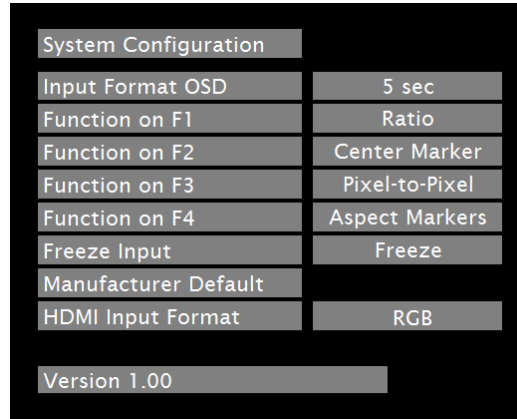 System Configuration
Input Format OSD 5 sec
Function on F1 Ratio
Function on F2 Center Marker
Function on F3 Pixel-to-Pixel
Function on F4 Aspect Markers
Freeze Input Freeze
Manufacturer Default
HDMI Input Format RGB
Version 1.00